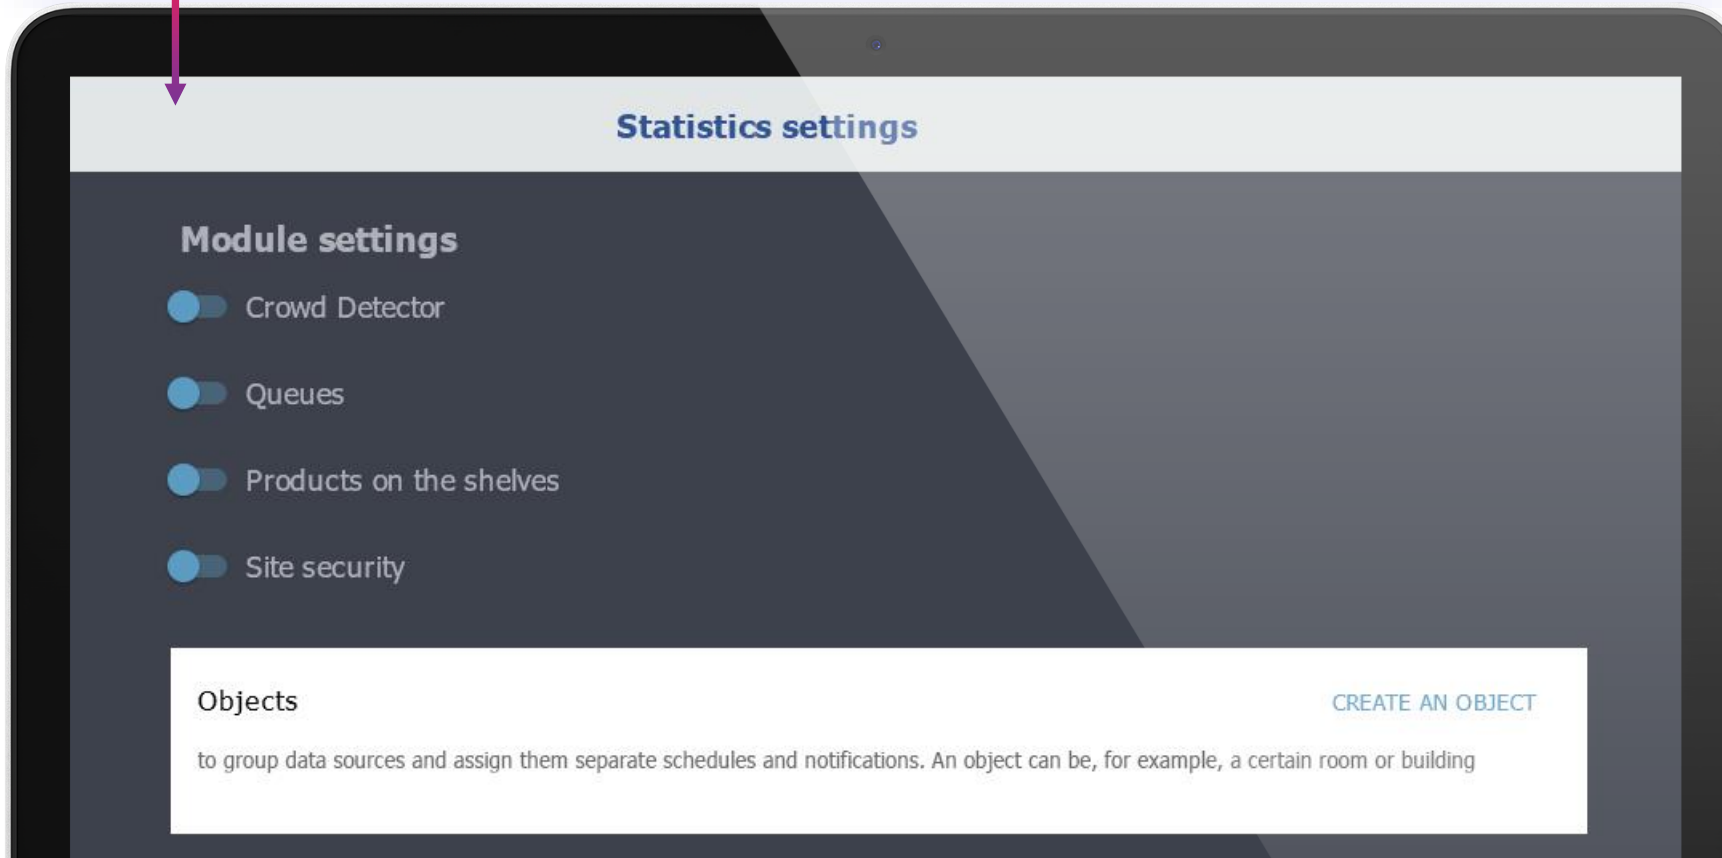 Statistics settings
Module settings
Crowd Detector
Queues
Products on the shelves
Site security
Objects
CREATE AN OBJECT
to group data sources and assign them separate schedules and notifications. An object can be, for example, a certain room or building